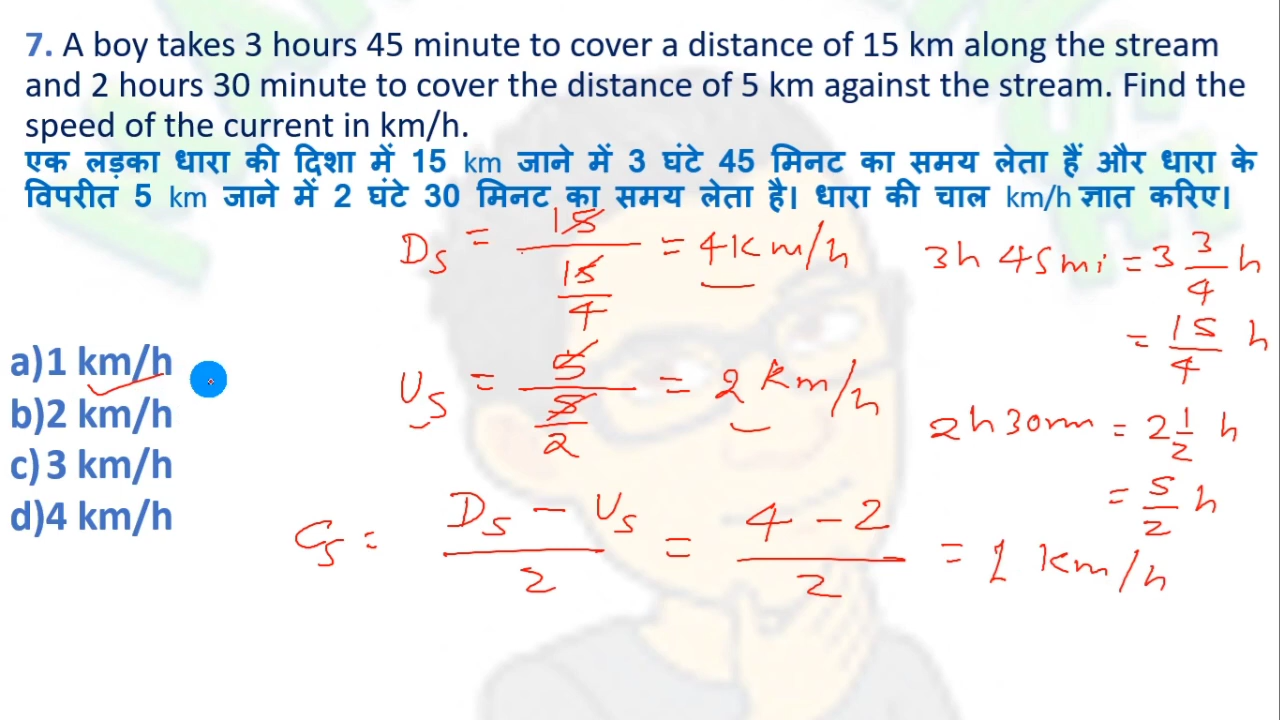 7. A boy takes 3 hours 45 minute to cover a distance of 15 km along the stream
and 2 hours 30 minute to cover the distance of 5 km against the stream. Find the
speed of the current in km/h.
एक लड़का धारा की दिशा में 15 km जाने में 3 घंटे 45 मिनट का समय लेता हैं और धारा के
विपरीत 5 km जाने में 2 घंटे 30 मिनट का समय लेता है। धारा की चाल km/h ज्ञात करिए।
Ds = 15 / (15/4) = 4 km/h
3h 45mi = 3 3/4 h
= 15/4 h
a)1 km/h
Us = 5 / (5/2) = 2 km/h
b)2 km/h
2h 30m = 2 1/2 h
c) 3 km/h
= 5/2 h
d)4 km/h
Cs = (Ds - Us) / 2 = (4 - 2) / 2 = 1 km/h